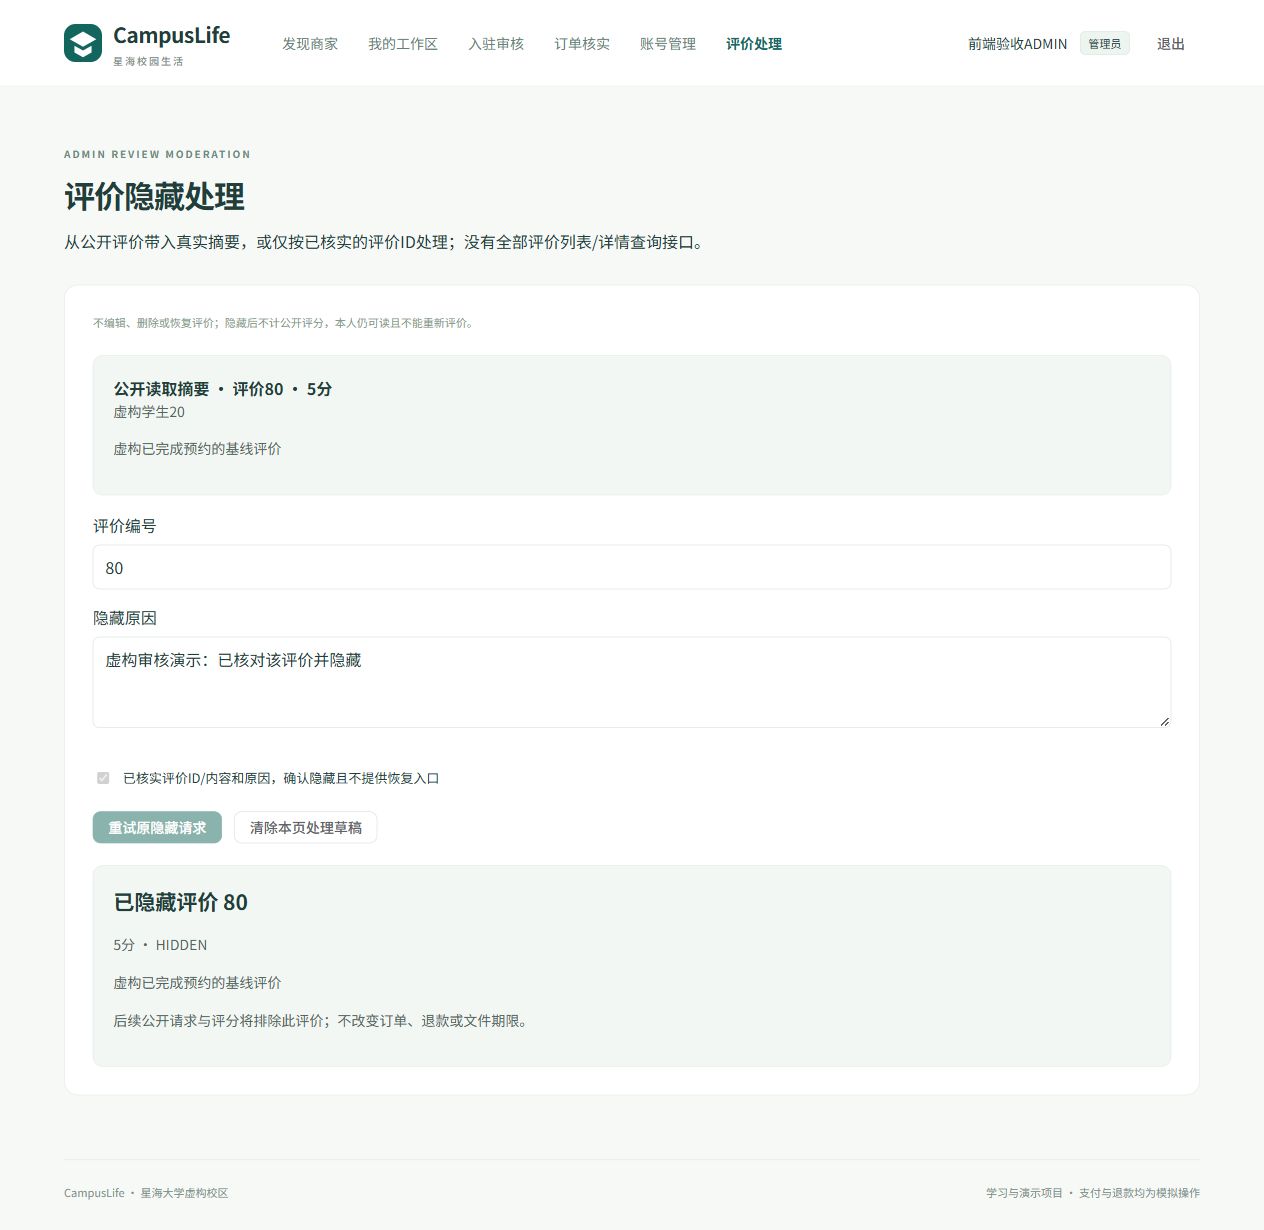 CampusLife
星海校园生活
发现商家
我的工作区
入驻审核
订单核实
账号管理
评价处理
前端验收ADMIN
管理员
退出
ADMIN REVIEW MODERATION
评价隐藏处理
从公开评价带入真实摘要，或仅按已核实的评价ID处理；没有全部评价列表/详情查询接口。
不编辑、删除或恢复评价；隐藏后不计公开评分，本人仍可读且不能重新评价。
公开读取摘要 · 评价80 · 5分
虚构学生20
虚构已完成预约的基线评价
评价编号
80
隐藏原因
虚构审核演示：已核对该评价并隐藏
已核实评价ID/内容和原因，确认隐藏且不提供恢复入口
重试原隐藏请求
清除本页处理草稿
已隐藏评价 80
5分 · HIDDEN
虚构已完成预约的基线评价
后续公开请求与评分将排除此评价；不改变订单、退款或文件期限。
CampusLife · 星海大学虚构校区
学习与演示项目 · 支付与退款均为模拟操作